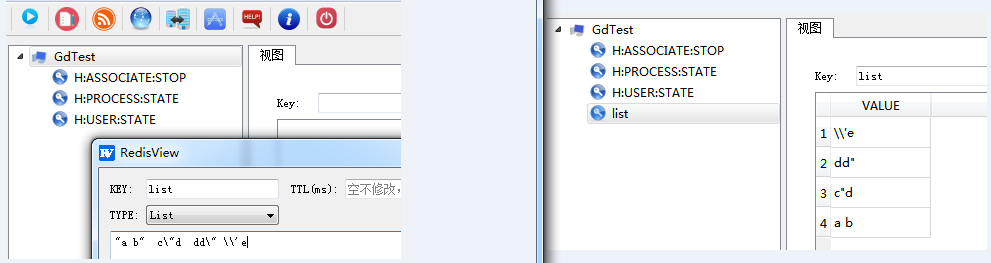 HELP!
GdTest
H:ASSOCIATE:STOP
H:PROCESS:STATE
H:USER:STATE
视图
Key:
RedisView
KEY: list TTL(ms): 空不修改,
TYPE: List
"a b" c\"d dd\" \\'e
GdTest
H:ASSOCIATE:STOP
H:PROCESS:STATE
H:USER:STATE
list
视图
Key: list
VALUE
1 \\'e
2 dd"
3 c"d
4 a b